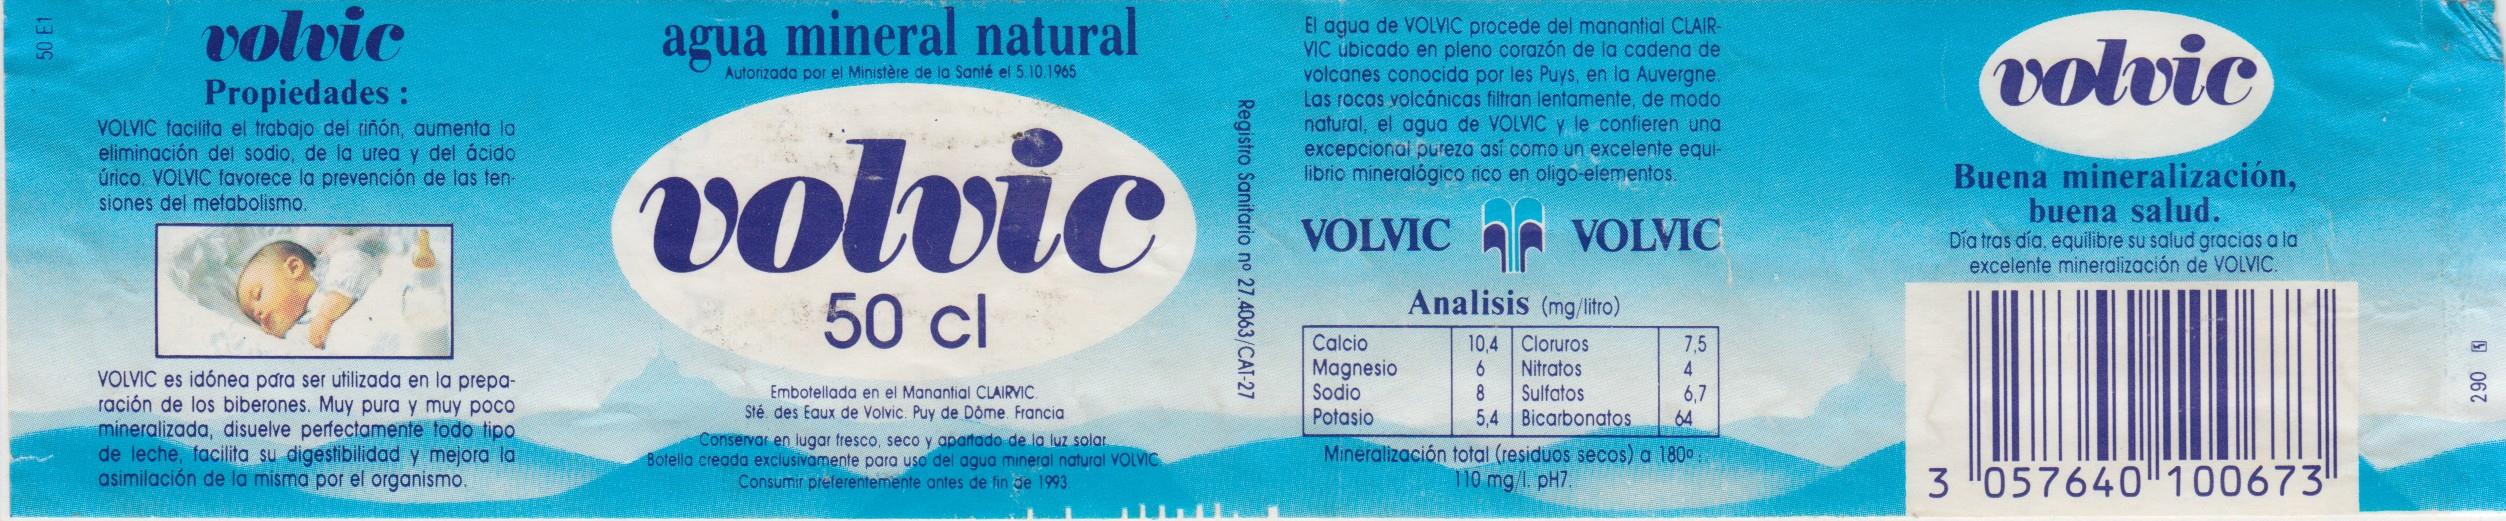 50 E1
volvic
Propiedades :
VOLVIC facilita el trabajo del riñón, aumenta la
eliminación del sodio, de la urea y del ácido
úrico. VOLVIC favorece la prevención de las ten-
siones del metabolismo.
VOLVIC es idónea para ser utilizada en la prepa-
ración de los biberones. Muy pura y muy poco
mineralizada, disuelve perfectamente todo tipo
de leche, facilita su digestibilidad y mejora la
asimilación de la misma por el organismo.
agua mineral natural
Autorizada por el Ministère de la Santé el 5.10.1965
volvic
50 cl
Embotellada en el Manantial CLAIRVIC.
Sté. des Eaux de Volvic. Puy de Dôme. Francia
Conservar en lugar fresco, seco y apartado de la luz solar
Botella creada exclusivamente para uso del agua mineral natural VOLVIC.
Consumir preferentemente antes de fin de 1993
Registro Sanitario nº 27.4063/CAT-27
El agua de VOLVIC procede del manantial CLAIR-
VIC ubicado en pleno corazón de la cadena de
volcanes conocida por les Puys, en la Auvergne.
Las rocas volcánicas filtran lentamente, de modo
natural, el agua de VOLVIC y le confieren una
excepcional pureza así como un excelente equi-
librio mineralógico rico en oligo-elementos.
VOLVIC VOLVIC
Analisis (mg/litro)
Calcio 10,4 Cloruros 7,5
Magnesio 6 Nitratos 4
Sodio 8 Sulfatos 6,7
Potasio 5,4 Bicarbonatos 64
Mineralización total (residuos secos) a 180º :
110 mg/l. pH7.
volvic
Buena mineralización,
buena salud.
Día tras día, equilibre su salud gracias a la
excelente mineralización de VOLVIC.
3 057640 100673
290